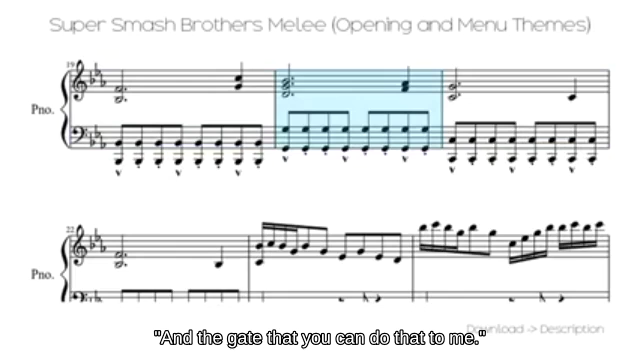 Super Smash Brothers Melee (Opening and Menu Themes)
19
Pno.
22
Pno.
Download -> Description
"And the gate that you can do that to me."